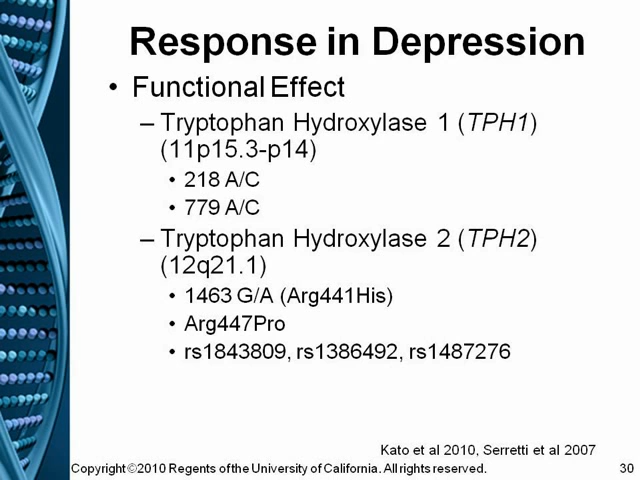 Response in Depression
• Functional Effect
– Tryptophan Hydroxylase 1 (TPH1)
(11p15.3-p14)
• 218 A/C
• 779 A/C
– Tryptophan Hydroxylase 2 (TPH2)
(12q21.1)
• 1463 G/A (Arg441His)
• Arg447Pro
• rs1843809, rs1386492, rs1487276
Kato et al 2010, Serretti et al 2007
Copyright ©2010 Regents of the University of California. All rights reserved. 30